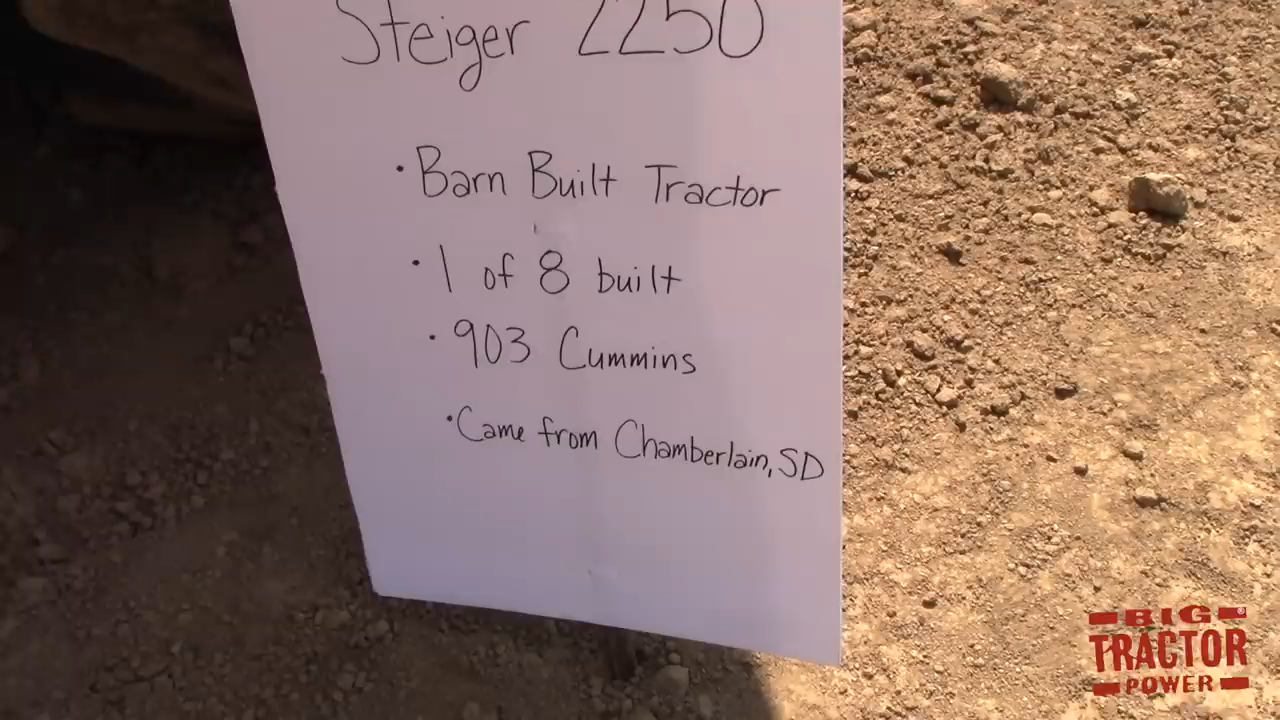 Steiger 2250
• Barn Built Tractor
• 1 of 8 built
• 903 Cummins
• Came from Chamberlain, SD
BIG®
TRACTOR
POWER